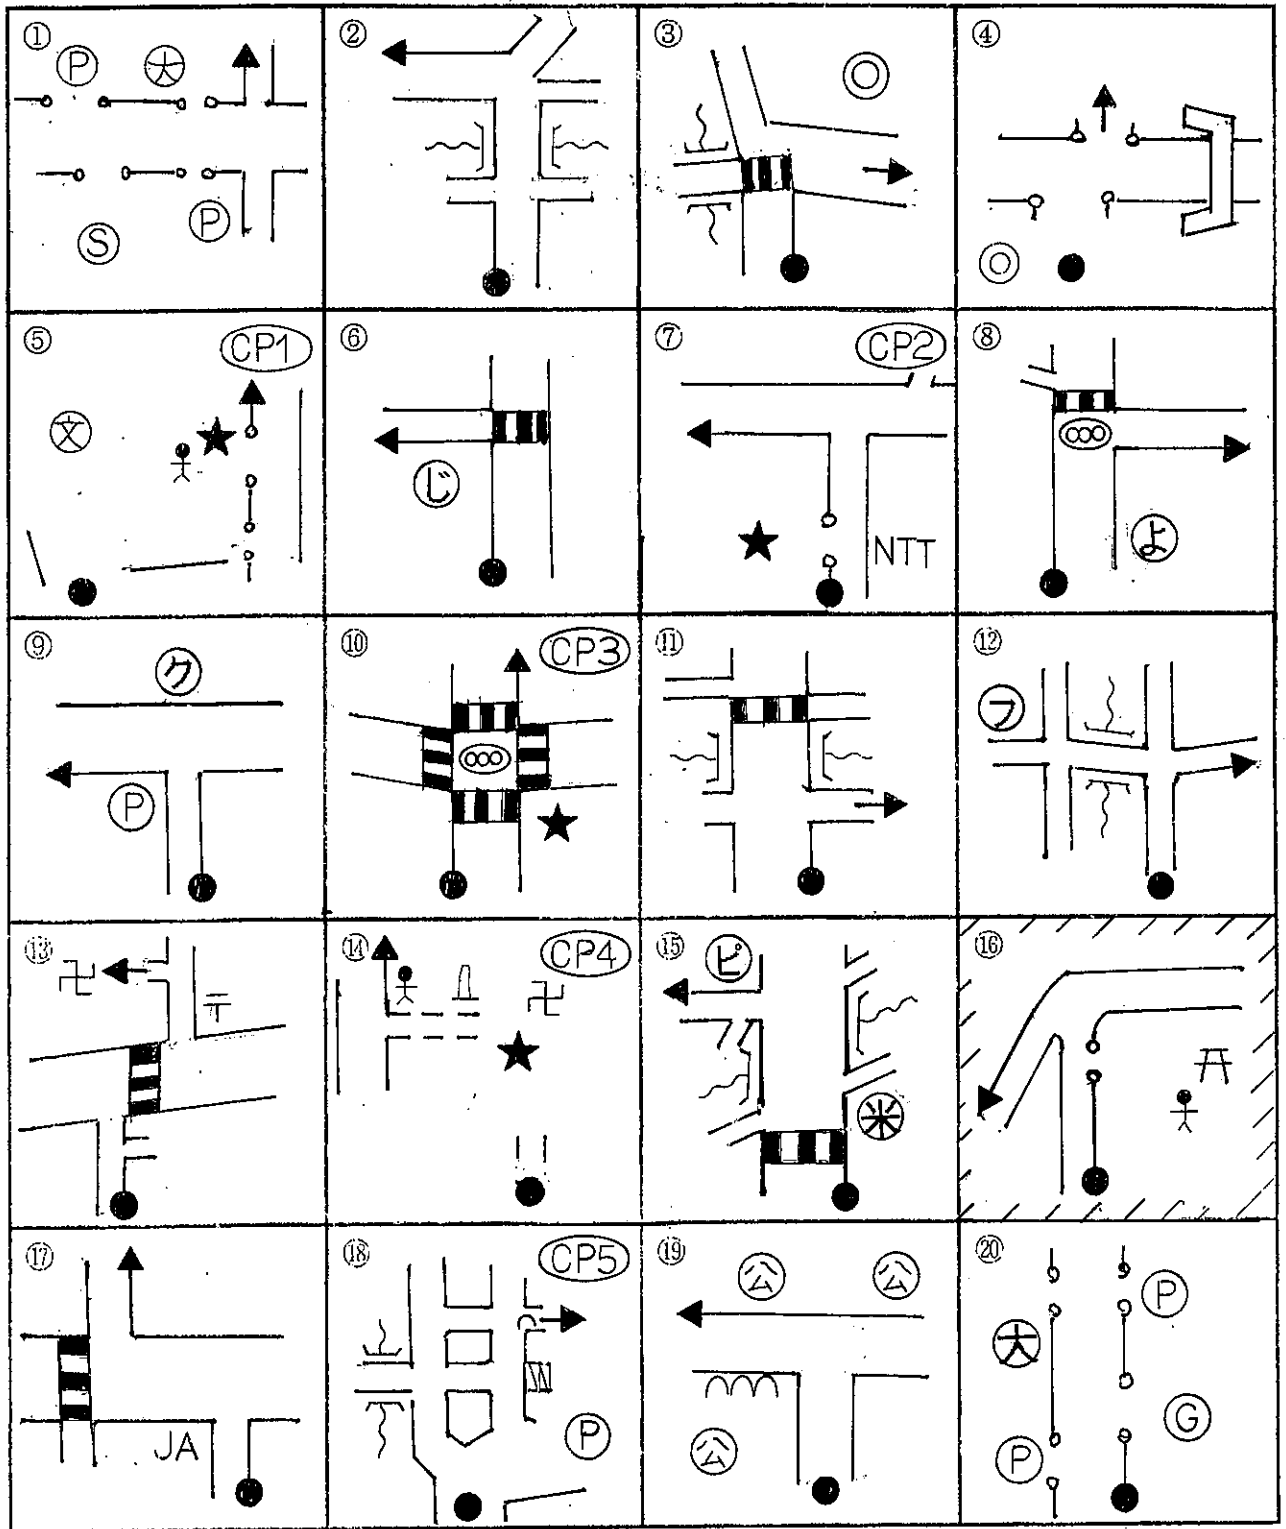 ①
Ⓟ
大
Ⓢ
Ⓟ
②
③
④
⑤
CP1
文
⑥
じ
⑦
CP2
NTT
⑧
よ
⑨
ク
Ⓟ
⑩
CP3
⑪
⑫
フ
⑬
卍
〒
⑭
CP4
卍
⑮
ピ
米
⑯
⑰
JA
⑱
CP5
Ⓟ
⑲
公
公
公
⑳
Ⓟ
大
Ⓖ
Ⓟ